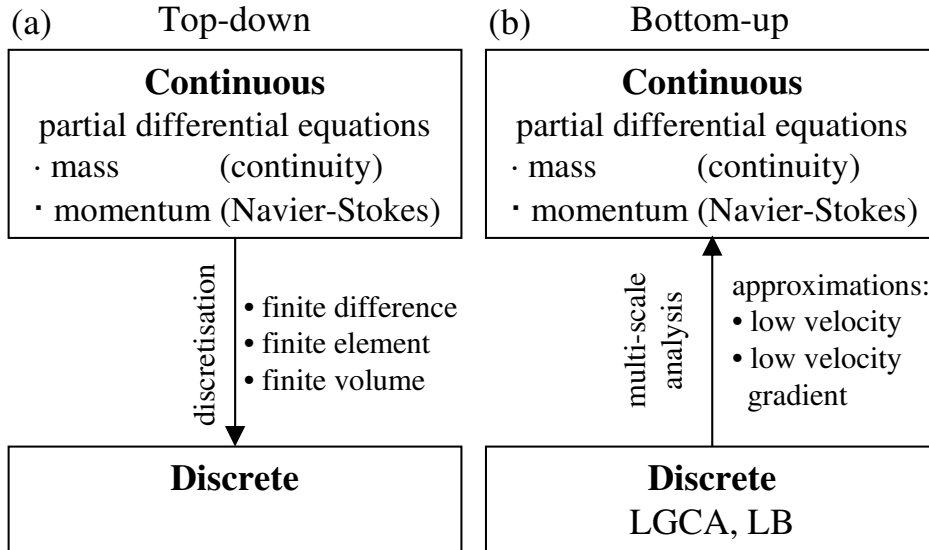 (a) Top-down
Continuous
partial differential equations
· mass (continuity)
· momentum (Navier-Stokes)
discretisation
• finite difference
• finite element
• finite volume
Discrete
(b) Bottom-up
Continuous
partial differential equations
· mass (continuity)
· momentum (Navier-Stokes)
multi-scale
analysis
approximations:
• low velocity
• low velocity
gradient
Discrete
LGCA, LB